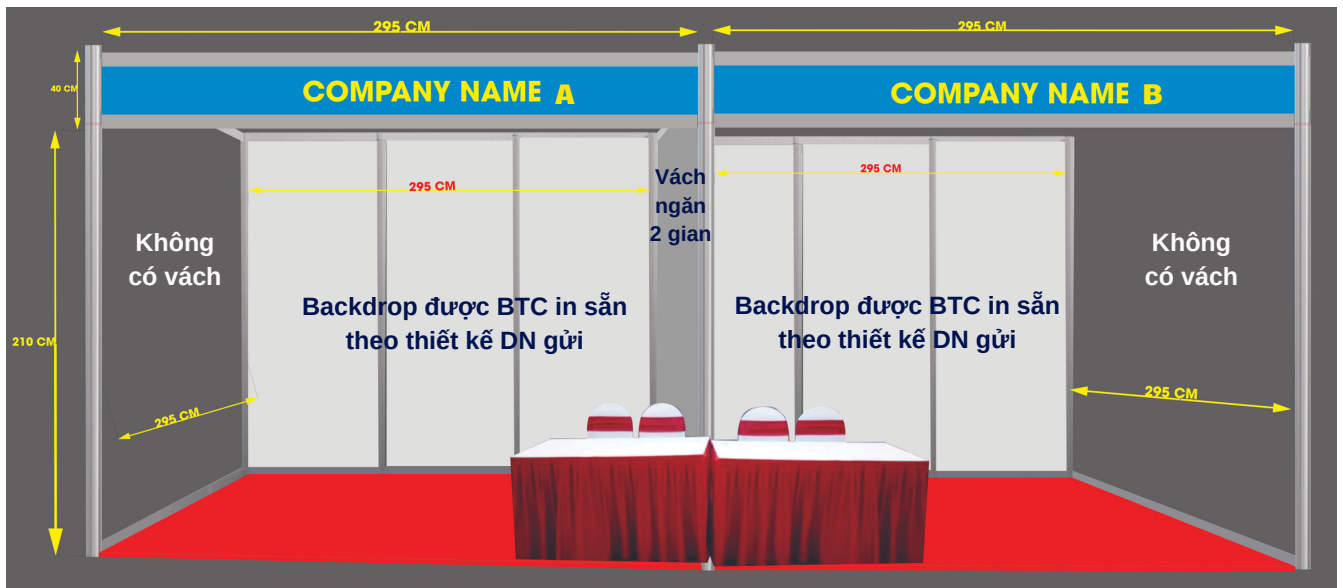 295 CM
295 CM
40 CM
COMPANY NAME A
COMPANY NAME B
295 CM
295 CM
Vách
ngăn
2 gian
Không
có vách
Không
có vách
Backdrop được BTC in sẵn
theo thiết kế DN gửi
Backdrop được BTC in sẵn
theo thiết kế DN gửi
210 CM
295 CM
295 CM